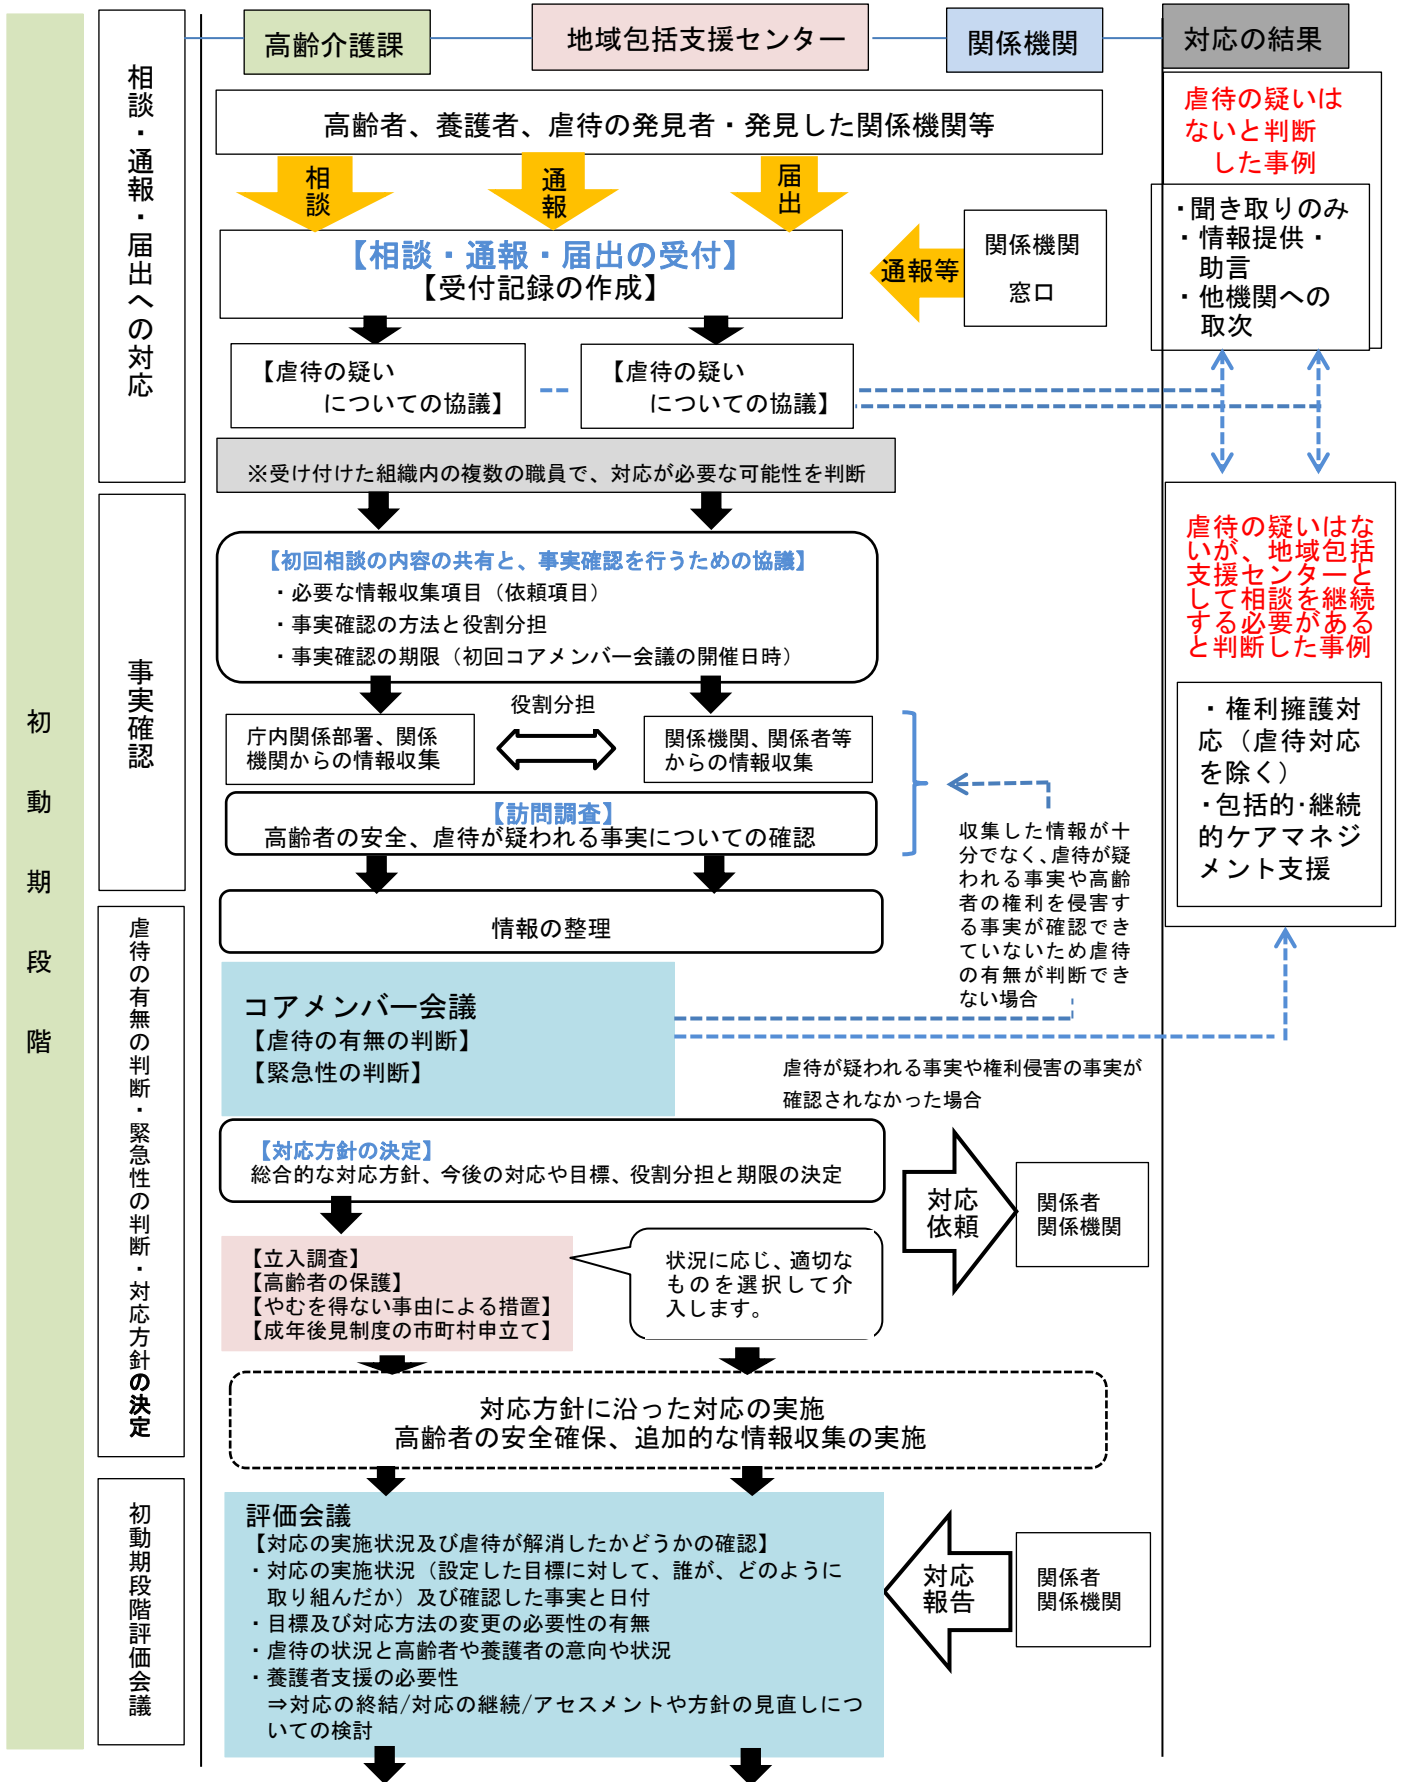 高齢介護課
地域包括支援センター
関係機関
対応の結果
初動期段階
相談・通報・届出への対応
高齢者、養護者、虐待の発見者・発見した関係機関等
相談
通報
届出
【相談・通報・届出の受付】
【受付記録の作成】
通報等
関係機関
窓口
【虐待の疑い
についての協議】
【虐待の疑い
についての協議】
※受け付けた組織内の複数の職員で、対応が必要な可能性を判断
虐待の疑いは
ないと判断
した事例
・聞き取りのみ
・情報提供・
助言
・他機関への
取次
事実確認
【初回相談の内容の共有と、事実確認を行うための協議】
・必要な情報収集項目（依頼項目）
・事実確認の方法と役割分担
・事実確認の期限（初回コアメンバー会議の開催日時）
役割分担
庁内関係部署、関係
機関からの情報収集
関係機関、関係者等
からの情報収集
【訪問調査】
高齢者の安全、虐待が疑われる事実についての確認
収集した情報が十
分でなく、虐待が疑
われる事実や高齢
者の権利を侵害す
る事実が確認でき
ていないため虐待
の有無が判断でき
ない場合
虐待の疑いはな
いが、地域包括
支援センターと
して相談を継続
する必要がある
と判断した事例
・権利擁護対
応（虐待対応
を除く）
・包括的・継続
的ケアマネジ
メント支援
虐待の有無の判断・緊急性の判断・対応方針の決定
情報の整理
コアメンバー会議
【虐待の有無の判断】
【緊急性の判断】
虐待が疑われる事実や権利侵害の事実が
確認されなかった場合
【対応方針の決定】
総合的な対応方針、今後の対応や目標、役割分担と期限の決定
対応
依頼
関係者
関係機関
【立入調査】
【高齢者の保護】
【やむを得ない事由による措置】
【成年後見制度の市町村申立て】
状況に応じ、適切な
ものを選択して介
入します。
対応方針に沿った対応の実施
高齢者の安全確保、追加的な情報収集の実施
初動期段階評価会議
評価会議
【対応の実施状況及び虐待が解消したかどうかの確認】
・対応の実施状況（設定した目標に対して、誰が、どのように
取り組んだか）及び確認した事実と日付
・目標及び対応方法の変更の必要性の有無
・虐待の状況と高齢者や養護者の意向や状況
・養護者支援の必要性
⇒対応の終結/対応の継続/アセスメントや方針の見直しにつ
いての検討
対応
報告
関係者
関係機関